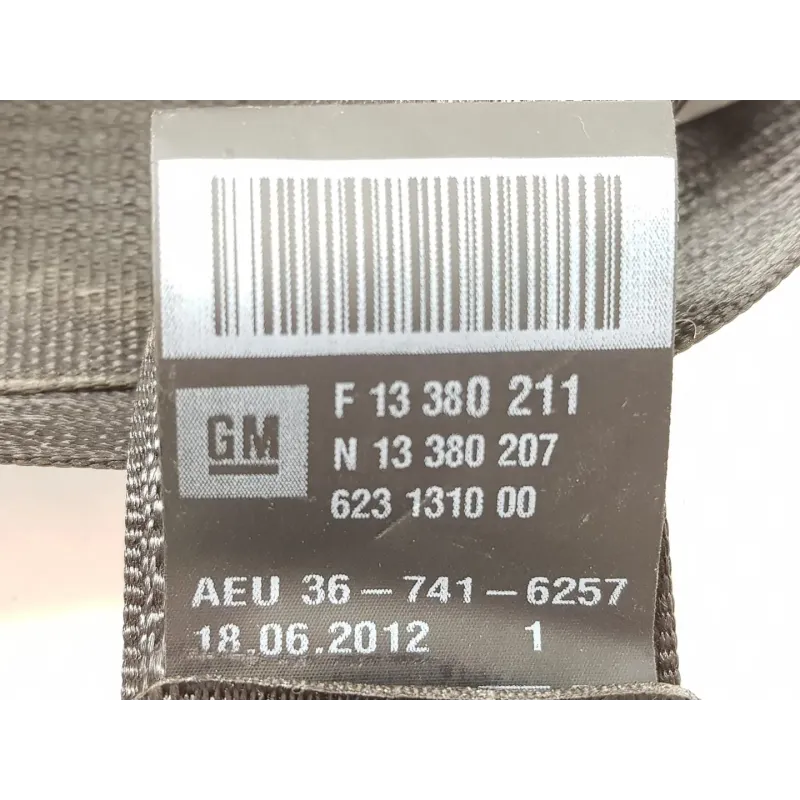 GM
F 13 380 211
N 13 380 207
623 1310 00
AEU 36-741-6257
18.06.2012 1